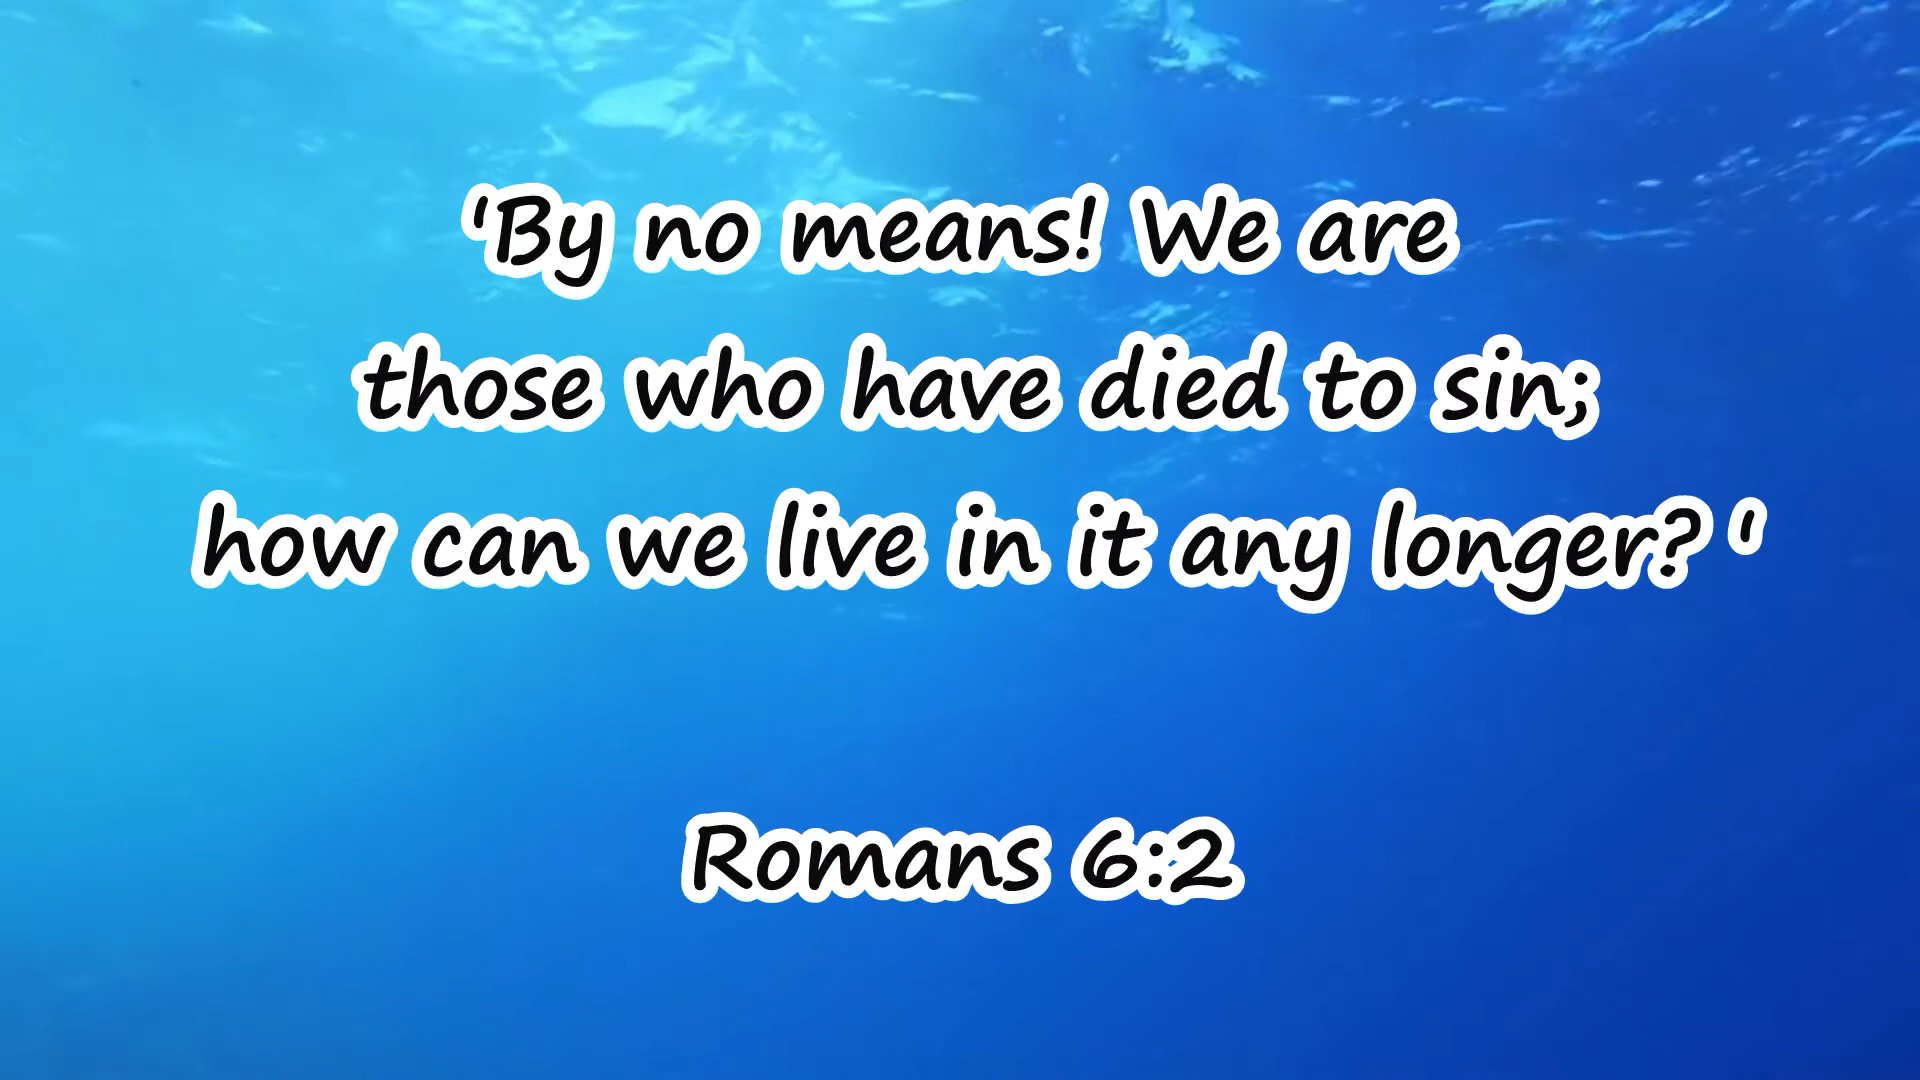 'By no means! We are
those who have died to sin;
how can we live in it any longer? '
Romans 6:2